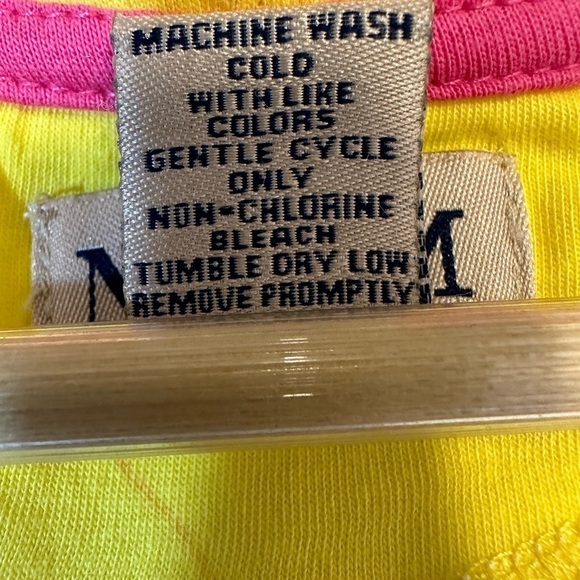 MACHINE WASH
COLD
WITH LIKE
COLORS
GENTLE CYCLE
ONLY
NON-CHLORINE
BLEACH
TUMBLE DRY LOW
REMOVE PROMPTLY